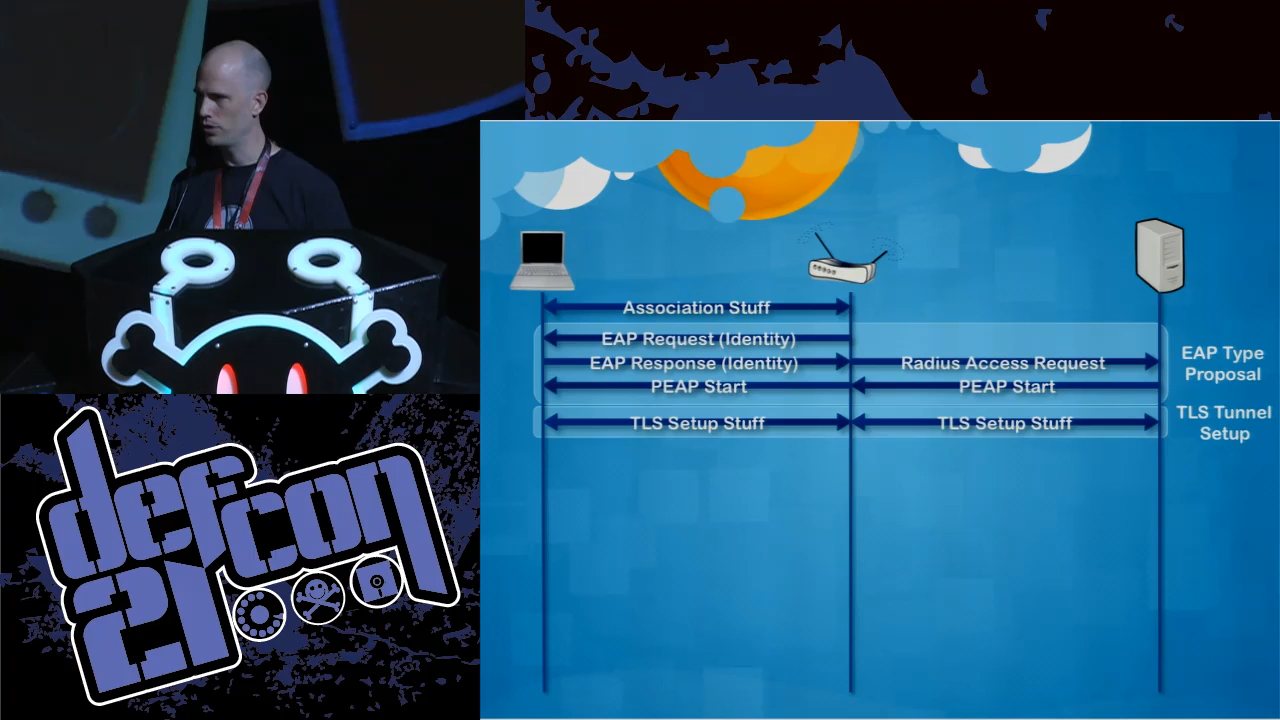 Association Stuff
EAP Request (Identity)
EAP Response (Identity) Radius Access Request
PEAP Start PEAP Start
EAP Type
Proposal
TLS Setup Stuff TLS Setup Stuff
TLS Tunnel
Setup
defcon
21